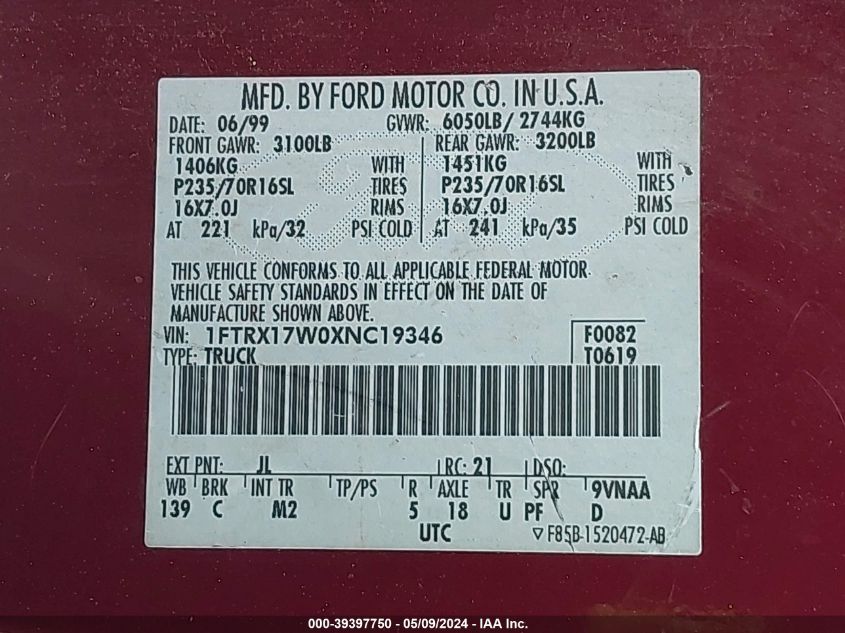 MFD. BY FORD MOTOR CO. IN U.S.A.
DATE: 06/99 GVWR: 6050LB/ 2744KG
FRONT GAWR: 3100LB REAR GAWR: 3200LB
1406KG WITH 1451KG WITH
P235/70R16SL TIRES P235/70R16SL TIRES
16X7.0J RIMS 16X7.0J RIMS
AT 221 kPa/32 PSI COLD AT 241 kPa/35 PSI COLD
THIS VEHICLE CONFORMS TO ALL APPLICABLE FEDERAL MOTOR
VEHICLE SAFETY STANDARDS IN EFFECT ON THE DATE OF
MANUFACTURE SHOWN ABOVE.
VIN: 1FTRX17W0XNC19346 F0082
TYPE: TRUCK T0619
EXT PNT: JL RC: 21 DSO:
WB BRK INT TR TP/PS R AXLE TR SPR 9VNAA
139 C M2 5 18 U PF D
UTC ▽ F85B-1520472-AB
000-39397750 — 05/09/2024 — IAA Inc.